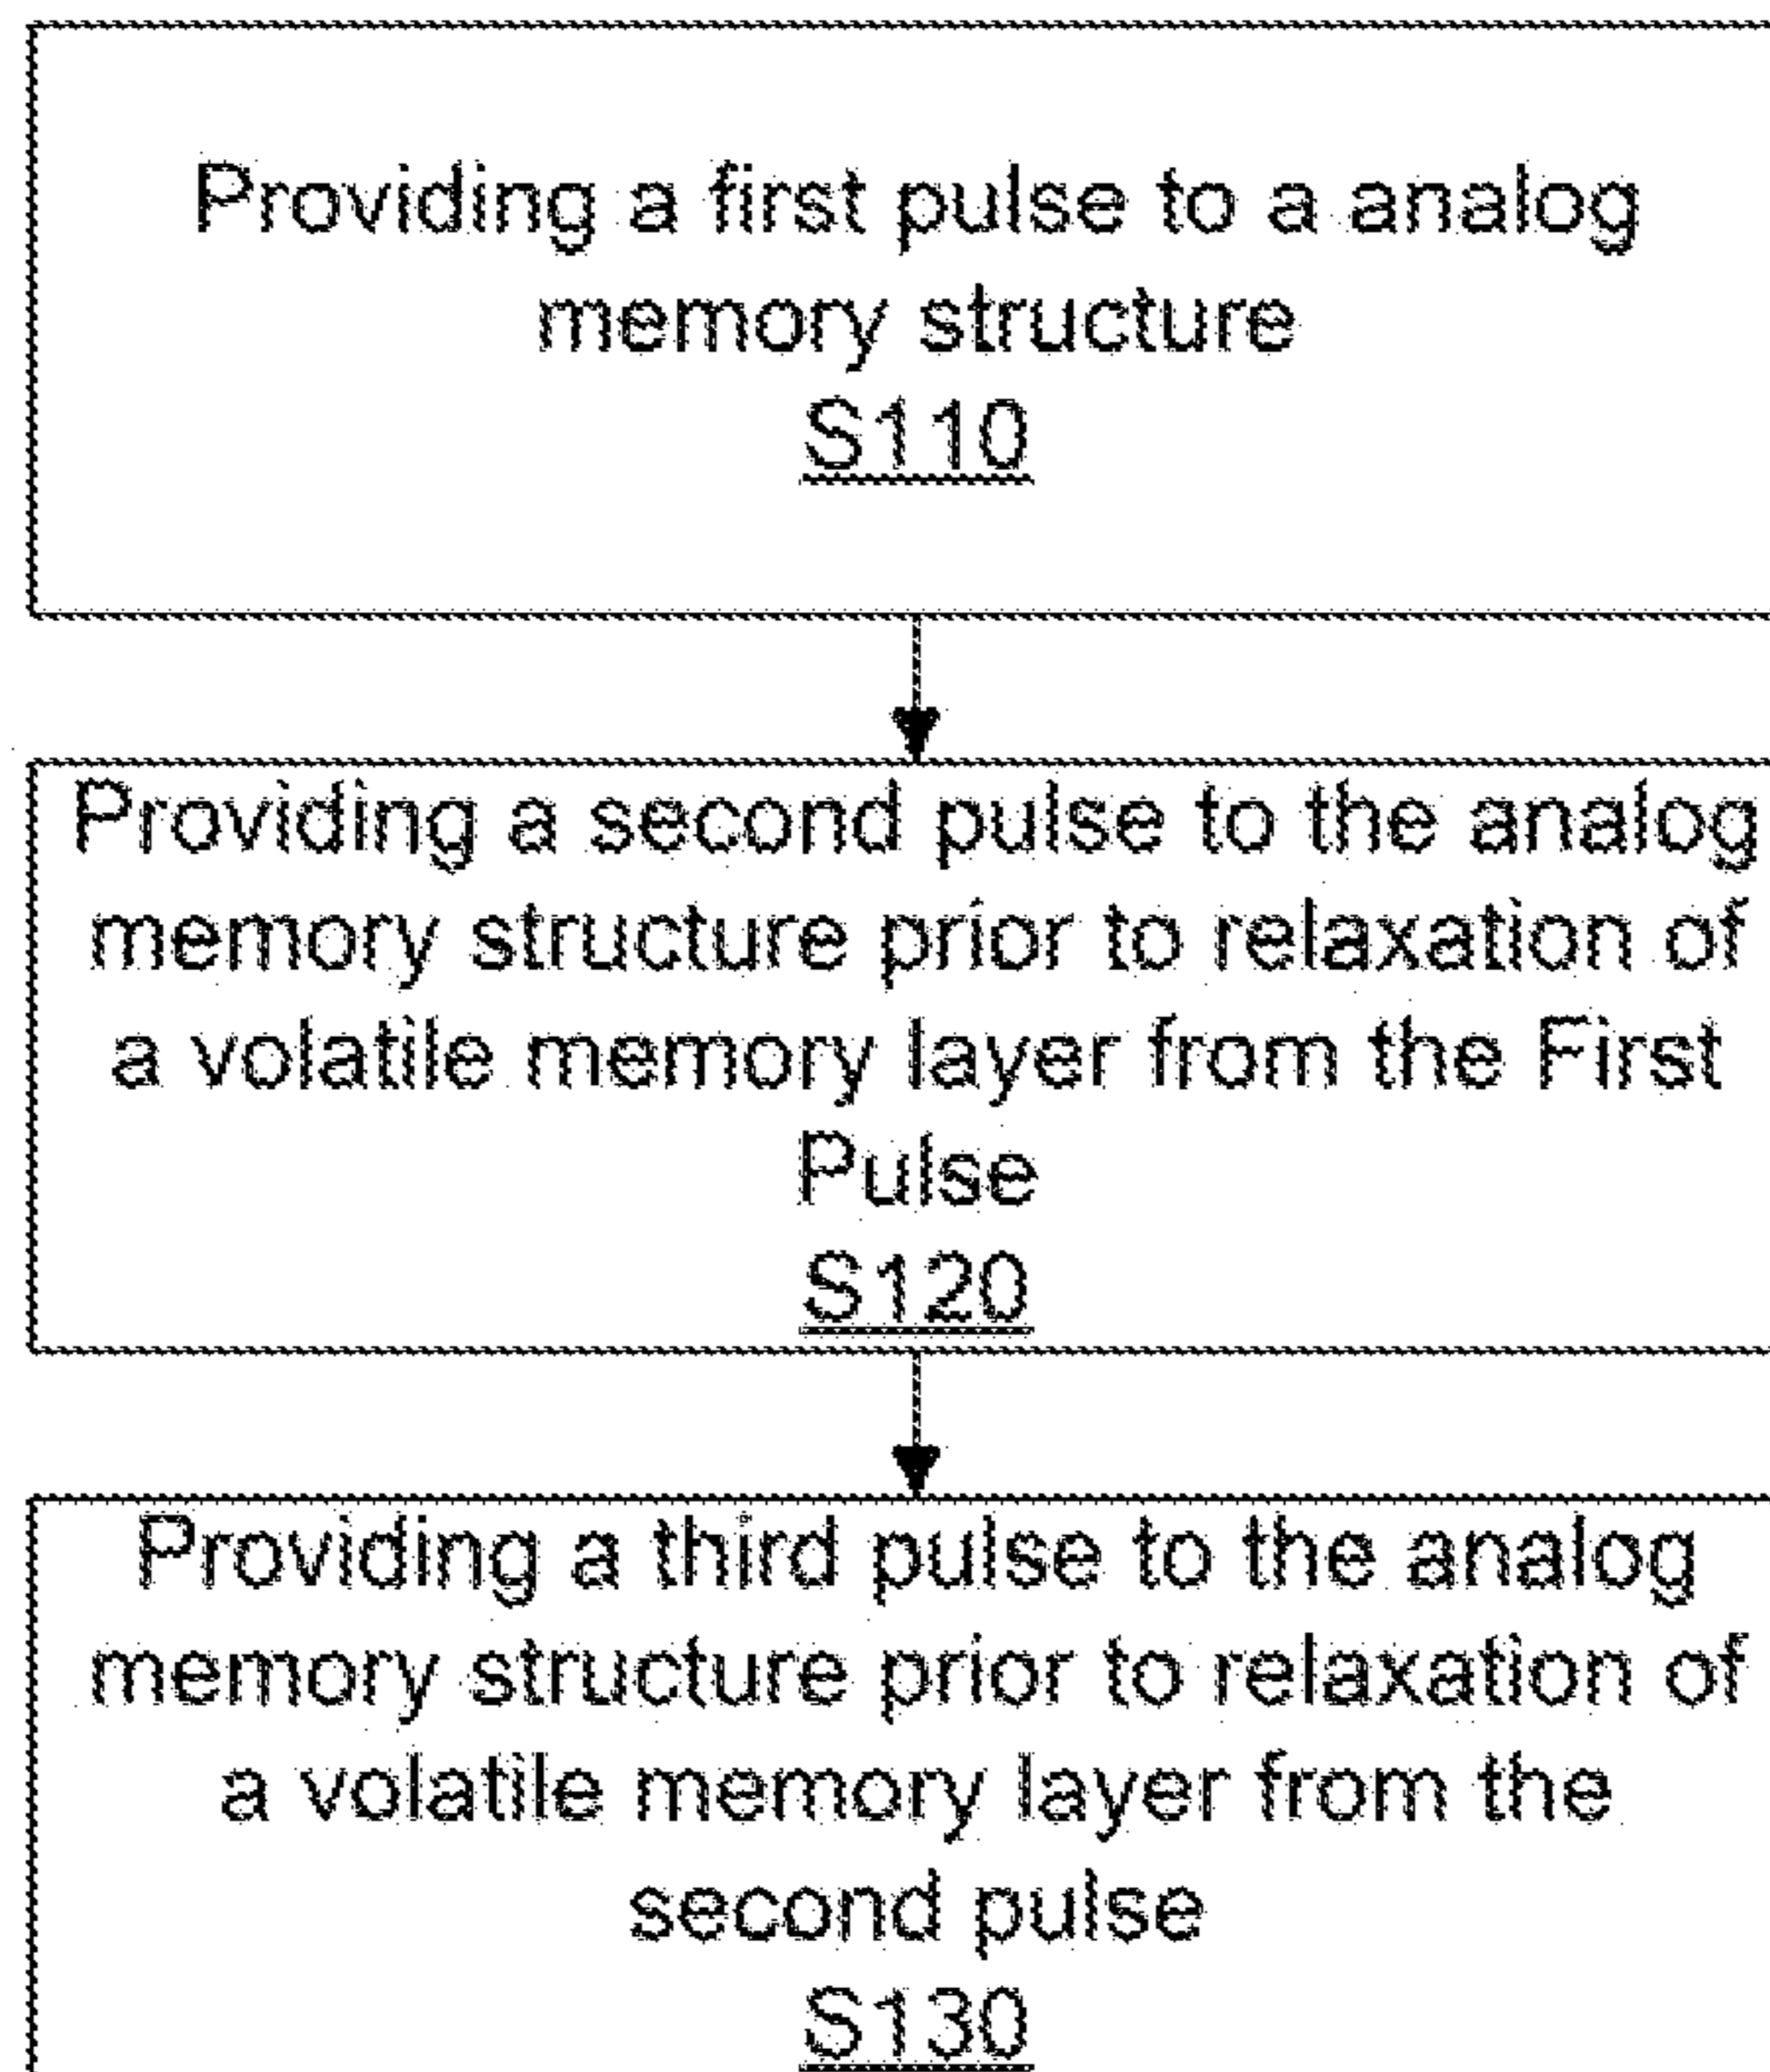 Providing a first pulse to a analog
memory structure
S110
Providing a second pulse to the analog
memory structure prior to relaxation of
a volatile memory layer from the First
Pulse
S120
Providing a third pulse to the analog
memory structure prior to relaxation of
a volatile memory layer from the
second pulse
S130